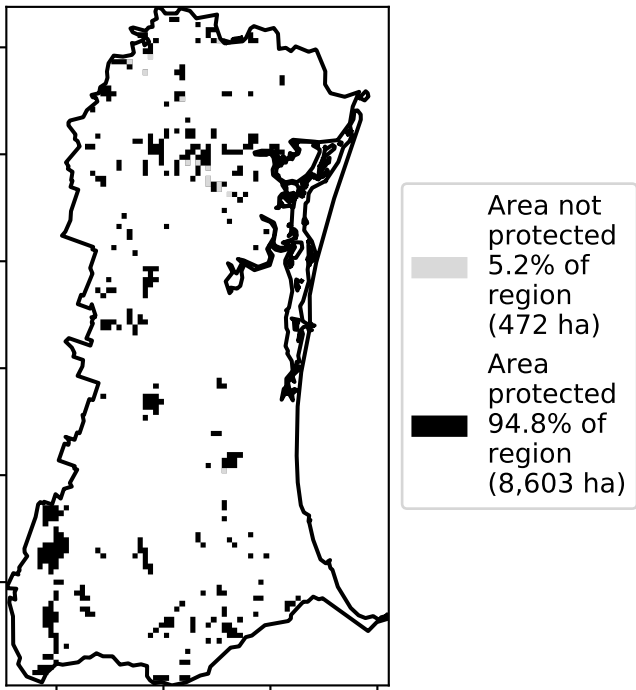 Area not
protected
5.2% of
region
(472 ha)
Area
protected
94.8% of
region
(8,603 ha)